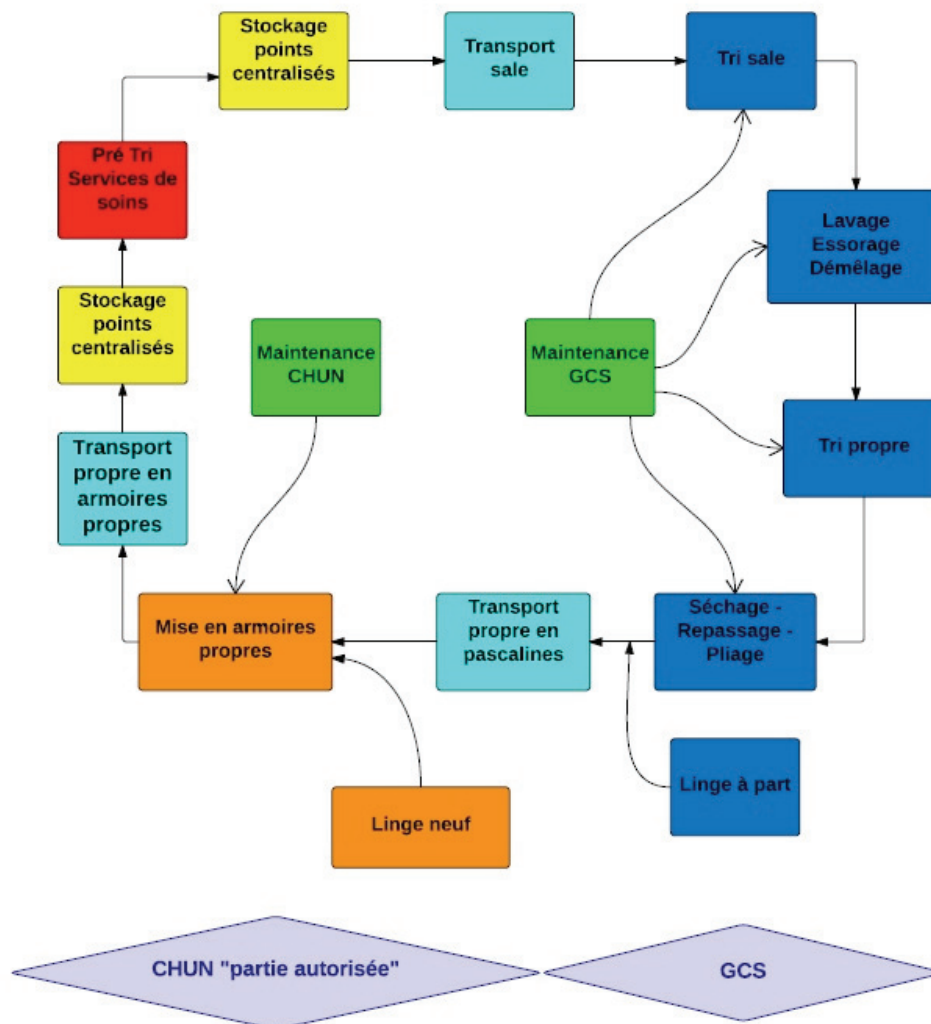 Stockage
points
centralisés
Transport
sale
Tri sale
Pré Tri
Services de
soins
Lavage
Essorage
Démêlage
Stockage
points
centralisés
Maintenance
CHUN
Maintenance
GCS
Transport
propre en
armoires
propres
Tri propre
Mise en armoires
propres
Transport
propre en
pascalines
Séchage -
Repassage -
Pliage
Linge neuf
Linge à part
CHUN "partie autorisée"
GCS